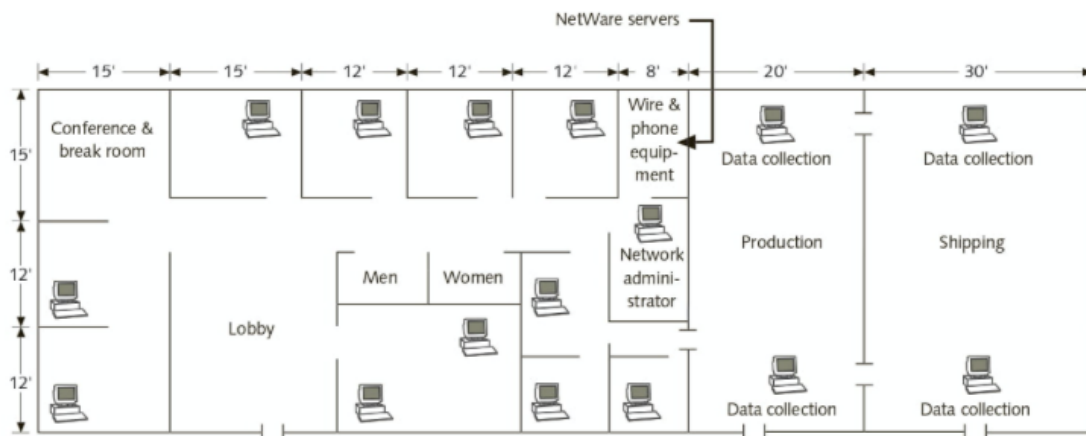 NetWare servers
15' 15' 12' 12' 12' 8' 20' 30'
15'
12'
12'
Conference &
break room
Wire &
phone
equip-
ment
Data collection
Data collection
Network
admini-
strator
Production
Shipping
Men
Women
Lobby
Data collection
Data collection